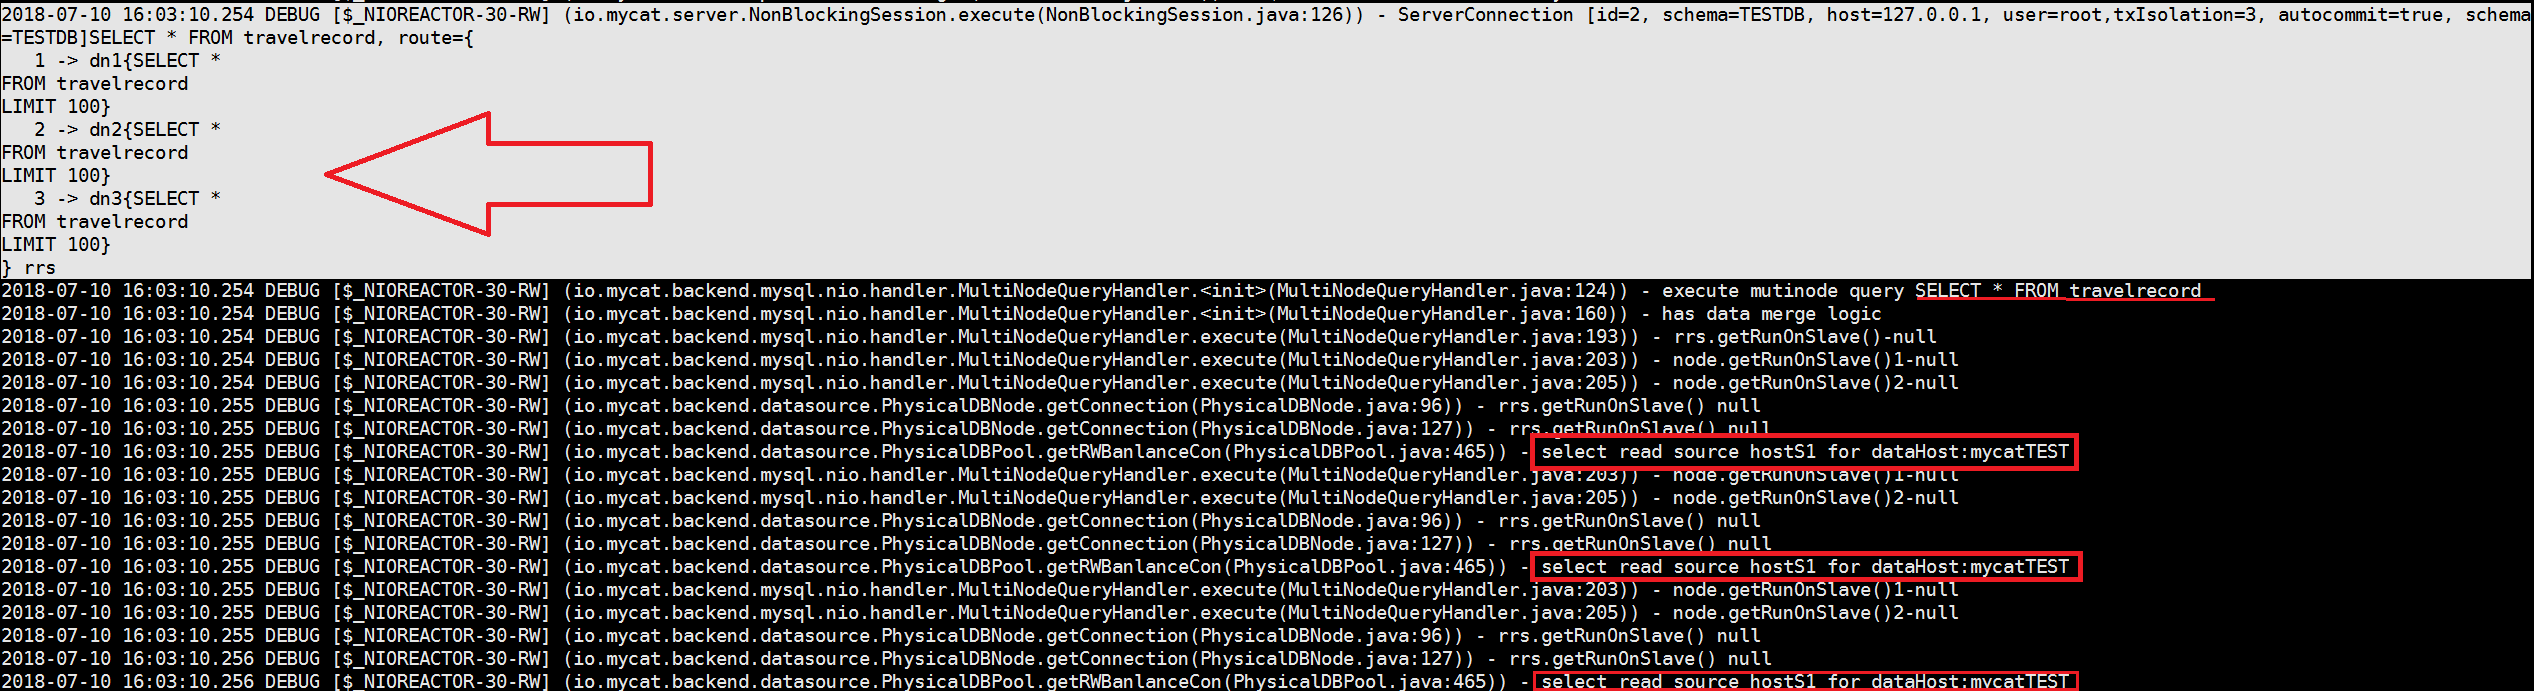 2018-07-10 16:03:10.254 DEBUG [$_NIOREACTOR-30-RW] (io.mycat.server.NonBlockingSession.execute(NonBlockingSession.java:126)) - ServerConnection [id=2, schema=TESTDB, host=127.0.0.1, user=root,txIsolation=3, autocommit=true, schema
=TESTDB]SELECT * FROM travelrecord, route={
   1 -> dn1{SELECT *
FROM travelrecord
LIMIT 100}
   2 -> dn2{SELECT *
FROM travelrecord
LIMIT 100}
   3 -> dn3{SELECT *
FROM travelrecord
LIMIT 100}
} rrs
2018-07-10 16:03:10.254 DEBUG [$_NIOREACTOR-30-RW] (io.mycat.backend.mysql.nio.handler.MultiNodeQueryHandler.<init>(MultiNodeQueryHandler.java:124)) - execute mutinode query SELECT * FROM travelrecord
2018-07-10 16:03:10.254 DEBUG [$_NIOREACTOR-30-RW] (io.mycat.backend.mysql.nio.handler.MultiNodeQueryHandler.<init>(MultiNodeQueryHandler.java:160)) - has data merge logic
2018-07-10 16:03:10.254 DEBUG [$_NIOREACTOR-30-RW] (io.mycat.backend.mysql.nio.handler.MultiNodeQueryHandler.execute(MultiNodeQueryHandler.java:193)) - rrs.getRunOnSlave()-null
2018-07-10 16:03:10.254 DEBUG [$_NIOREACTOR-30-RW] (io.mycat.backend.mysql.nio.handler.MultiNodeQueryHandler.execute(MultiNodeQueryHandler.java:203)) - node.getRunOnSlave()1-null
2018-07-10 16:03:10.254 DEBUG [$_NIOREACTOR-30-RW] (io.mycat.backend.mysql.nio.handler.MultiNodeQueryHandler.execute(MultiNodeQueryHandler.java:205)) - node.getRunOnSlave()2-null
2018-07-10 16:03:10.255 DEBUG [$_NIOREACTOR-30-RW] (io.mycat.backend.datasource.PhysicalDBNode.getConnection(PhysicalDBNode.java:96)) - rrs.getRunOnSlave() null
2018-07-10 16:03:10.255 DEBUG [$_NIOREACTOR-30-RW] (io.mycat.backend.datasource.PhysicalDBNode.getConnection(PhysicalDBNode.java:127)) - rrs.getRunOnSlave() null
2018-07-10 16:03:10.255 DEBUG [$_NIOREACTOR-30-RW] (io.mycat.backend.datasource.PhysicalDBPool.getRWBanlanceCon(PhysicalDBPool.java:465)) - select read source hostS1 for dataHost:mycatTEST
2018-07-10 16:03:10.255 DEBUG [$_NIOREACTOR-30-RW] (io.mycat.backend.mysql.nio.handler.MultiNodeQueryHandler.execute(MultiNodeQueryHandler.java:203)) - node.getRunOnSlave()1-null
2018-07-10 16:03:10.255 DEBUG [$_NIOREACTOR-30-RW] (io.mycat.backend.mysql.nio.handler.MultiNodeQueryHandler.execute(MultiNodeQueryHandler.java:205)) - node.getRunOnSlave()2-null
2018-07-10 16:03:10.255 DEBUG [$_NIOREACTOR-30-RW] (io.mycat.backend.datasource.PhysicalDBNode.getConnection(PhysicalDBNode.java:96)) - rrs.getRunOnSlave() null
2018-07-10 16:03:10.255 DEBUG [$_NIOREACTOR-30-RW] (io.mycat.backend.datasource.PhysicalDBNode.getConnection(PhysicalDBNode.java:127)) - rrs.getRunOnSlave() null
2018-07-10 16:03:10.255 DEBUG [$_NIOREACTOR-30-RW] (io.mycat.backend.datasource.PhysicalDBPool.getRWBanlanceCon(PhysicalDBPool.java:465)) - select read source hostS1 for dataHost:mycatTEST
2018-07-10 16:03:10.255 DEBUG [$_NIOREACTOR-30-RW] (io.mycat.backend.mysql.nio.handler.MultiNodeQueryHandler.execute(MultiNodeQueryHandler.java:203)) - node.getRunOnSlave()1-null
2018-07-10 16:03:10.255 DEBUG [$_NIOREACTOR-30-RW] (io.mycat.backend.mysql.nio.handler.MultiNodeQueryHandler.execute(MultiNodeQueryHandler.java:205)) - node.getRunOnSlave()2-null
2018-07-10 16:03:10.255 DEBUG [$_NIOREACTOR-30-RW] (io.mycat.backend.datasource.PhysicalDBNode.getConnection(PhysicalDBNode.java:96)) - rrs.getRunOnSlave() null
2018-07-10 16:03:10.256 DEBUG [$_NIOREACTOR-30-RW] (io.mycat.backend.datasource.PhysicalDBNode.getConnection(PhysicalDBNode.java:127)) - rrs.getRunOnSlave() null
2018-07-10 16:03:10.256 DEBUG [$_NIOREACTOR-30-RW] (io.mycat.backend.datasource.PhysicalDBPool.getRWBanlanceCon(PhysicalDBPool.java:465)) - select read source hostS1 for dataHost:mycatTEST